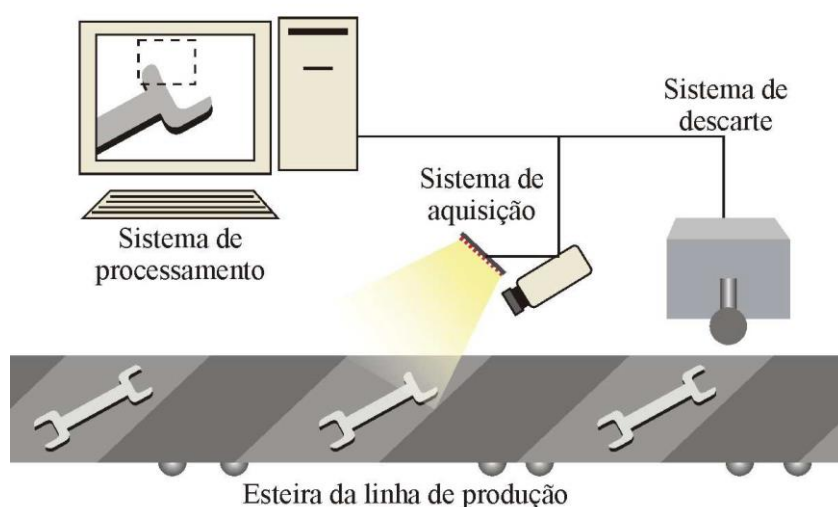 Sistema de
descarte
Sistema de
aquisição
Sistema de
processamento
Esteira da linha de produção